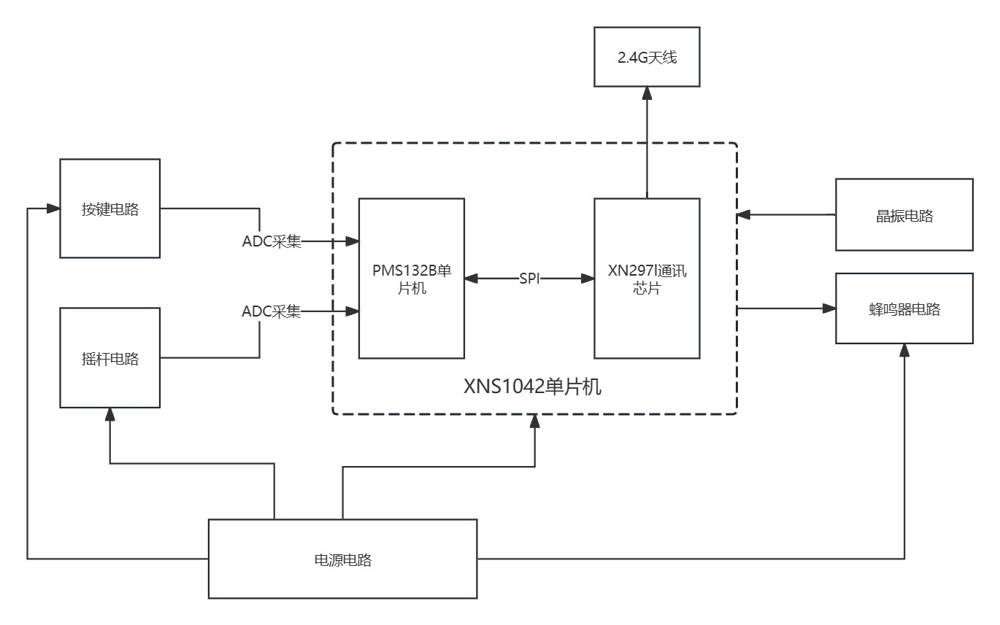 2.4G天线
按键电路
ADC采集
晶振电路
PMS132B单
片机
SPI
XN297l通讯
芯片
ADC采集
蜂鸣器电路
摇杆电路
XNS1042单片机
电源电路